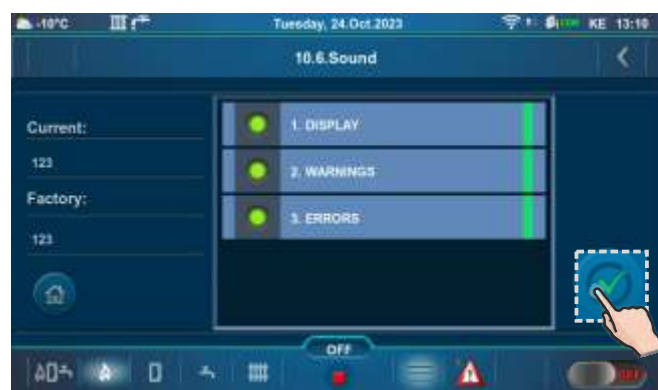 -10°C Tuesday, 24.Oct.2023 KE 13:10
10.6.Sound
Current:
123
Factory:
123
1. DISPLAY
2. WARNINGS
3. ERRORS
OFF
OFF